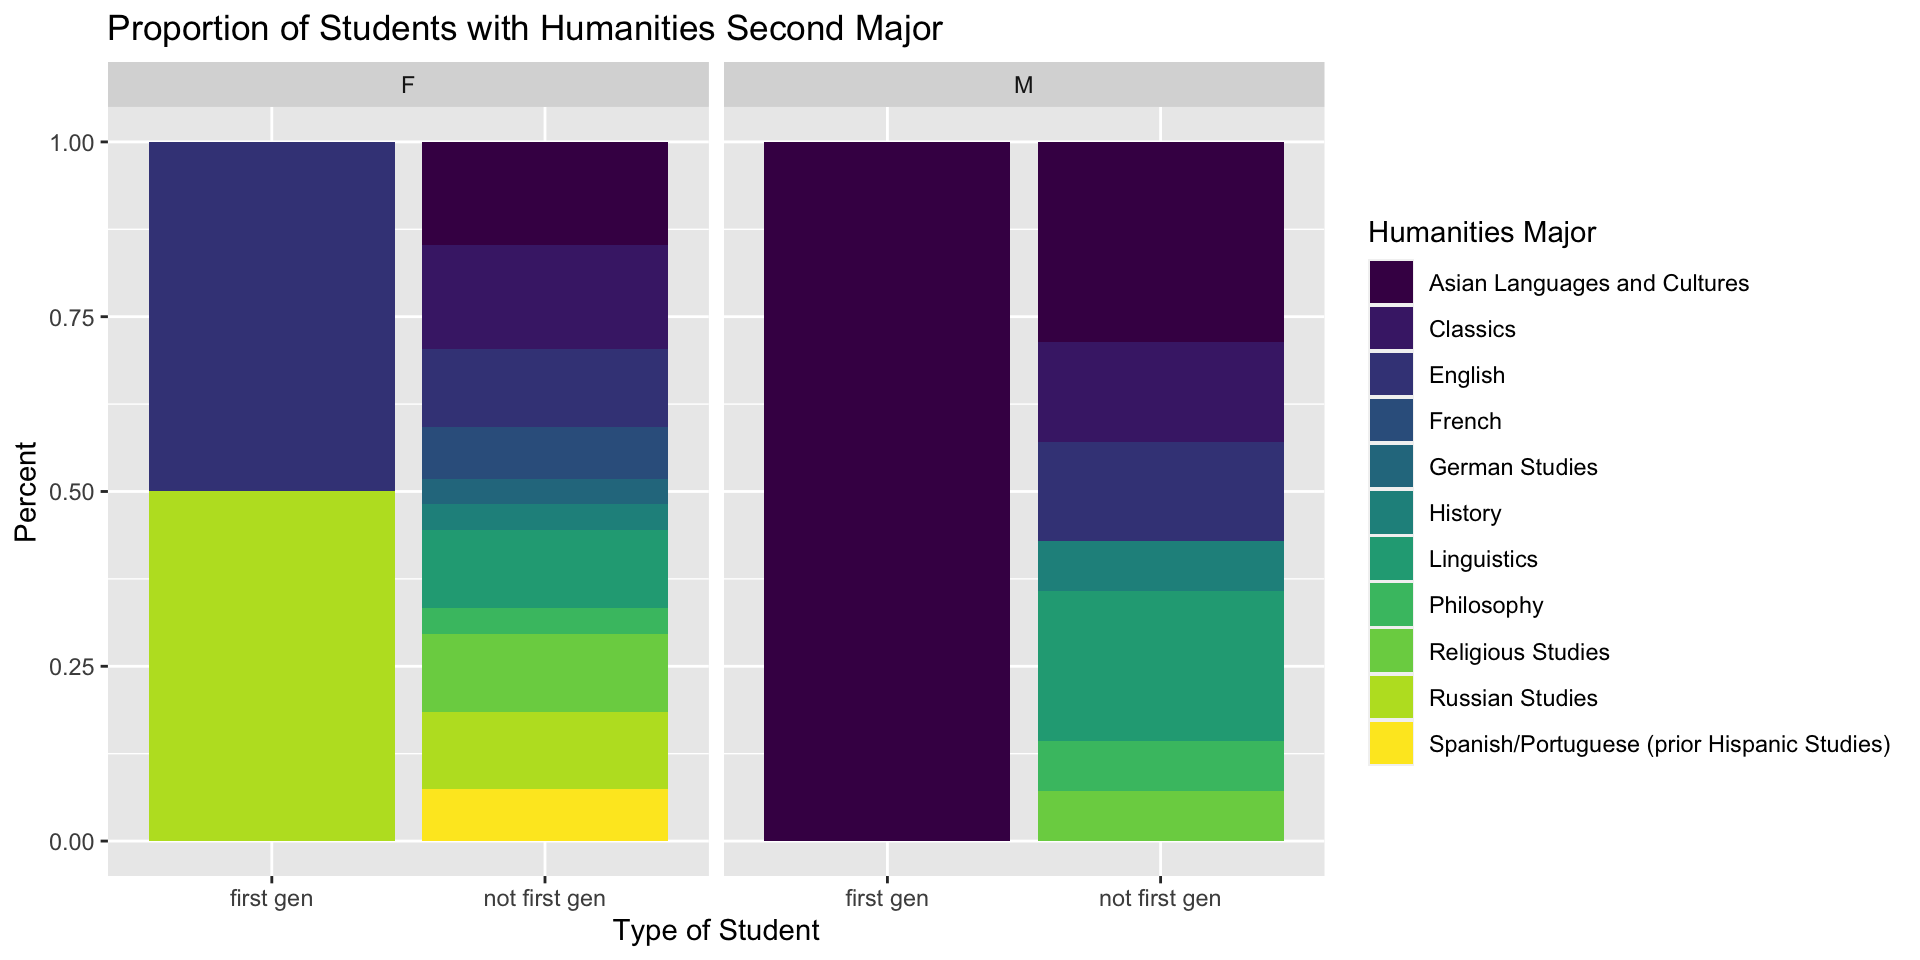 Proportion of Students with Humanities Second Major
F
M
1.00
0.75
0.50
0.25
0.00
Percent
first gen
not first gen
first gen
not first gen
Type of Student
Humanities Major
Asian Languages and Cultures
Classics
English
French
German Studies
History
Linguistics
Philosophy
Religious Studies
Russian Studies
Spanish/Portuguese (prior Hispanic Studies)